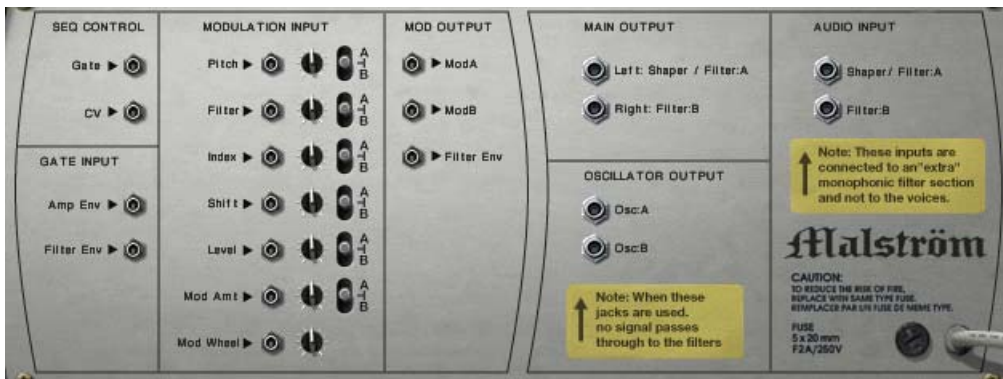 SEQ CONTROL
Gate
CV
GATE INPUT
Amp Env
Filter Env
MODULATION INPUT
Pitch
A
B
Filter
A
B
Index
A
B
Shift
A
B
Level
A
B
Mod Amt
A
B
Mod Wheel
MOD OUTPUT
ModA
ModB
Filter Env
MAIN OUTPUT
Left: Shaper / Filter:A
Right: Filter:B
OSCILLATOR OUTPUT
Osc:A
Osc:B
Note: When these
jacks are used.
no signal passes
through to the filters
AUDIO INPUT
Shaper/ Filter:A
Filter:B
Note: These inputs are
connected to an"extra"
monophonic filter section
and not to the voices.
Malström
CAUTION:
TO REDUCE THE RISK OF FIRE,
REPLACE WITH SAME TYPE FUSE.
REMPLACER PAR UN FUSE DE MEME TYPE.
FUSE
5 x 20 mm
F2A/250V